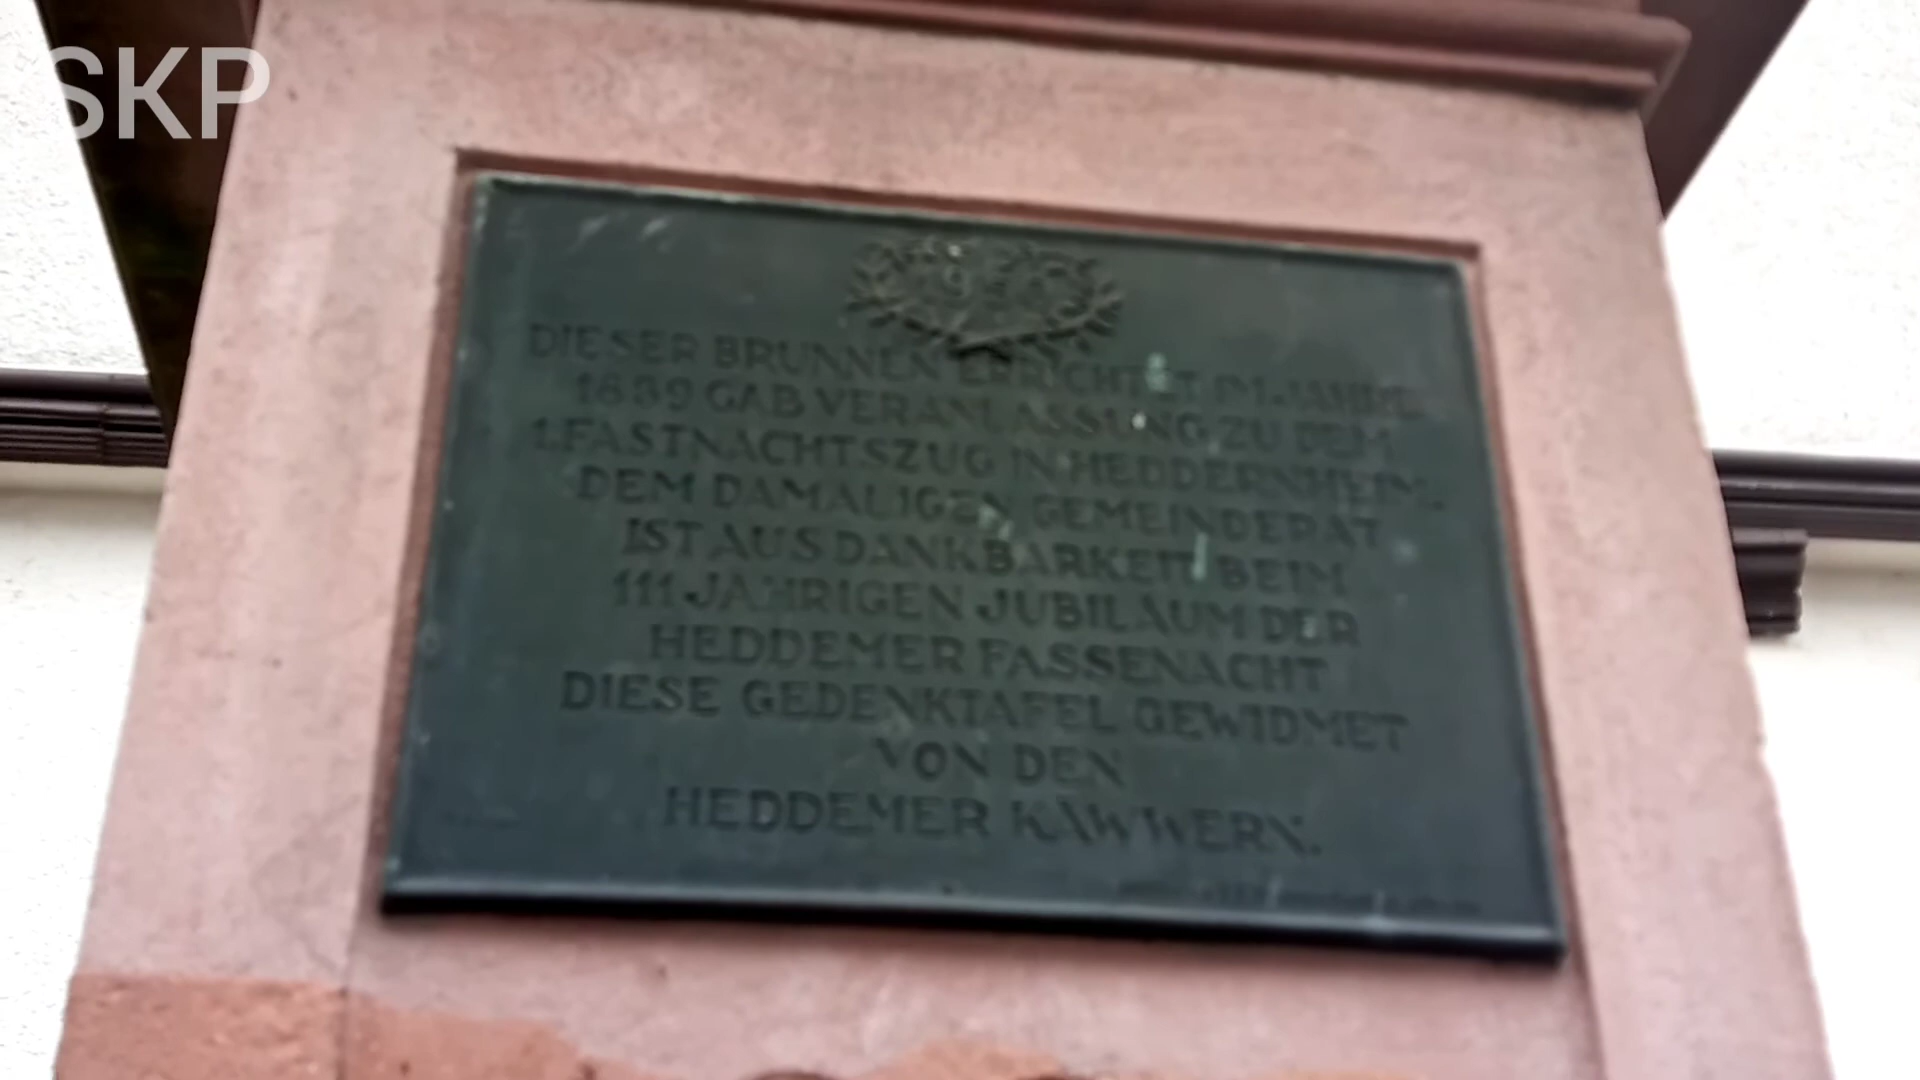 SKP
DIESER BRUNNEN ERRICHTET IM JAHRE
1839 GAB VERANLASSUNG ZU DEM
1. FASTNACHTSZUG IN HEDDERNHEIM.
DEM DAMALIGEN GEMEINDERAT
IST AUS DANKBARKEIT BEIM
111 JÄHRIGEN JUBILÄUM DER
HEDDEMER FASSENACHT
DIESE GEDENKTAFEL GEWIDMET
VON DEN
HEDDEMER KÄWWERN.